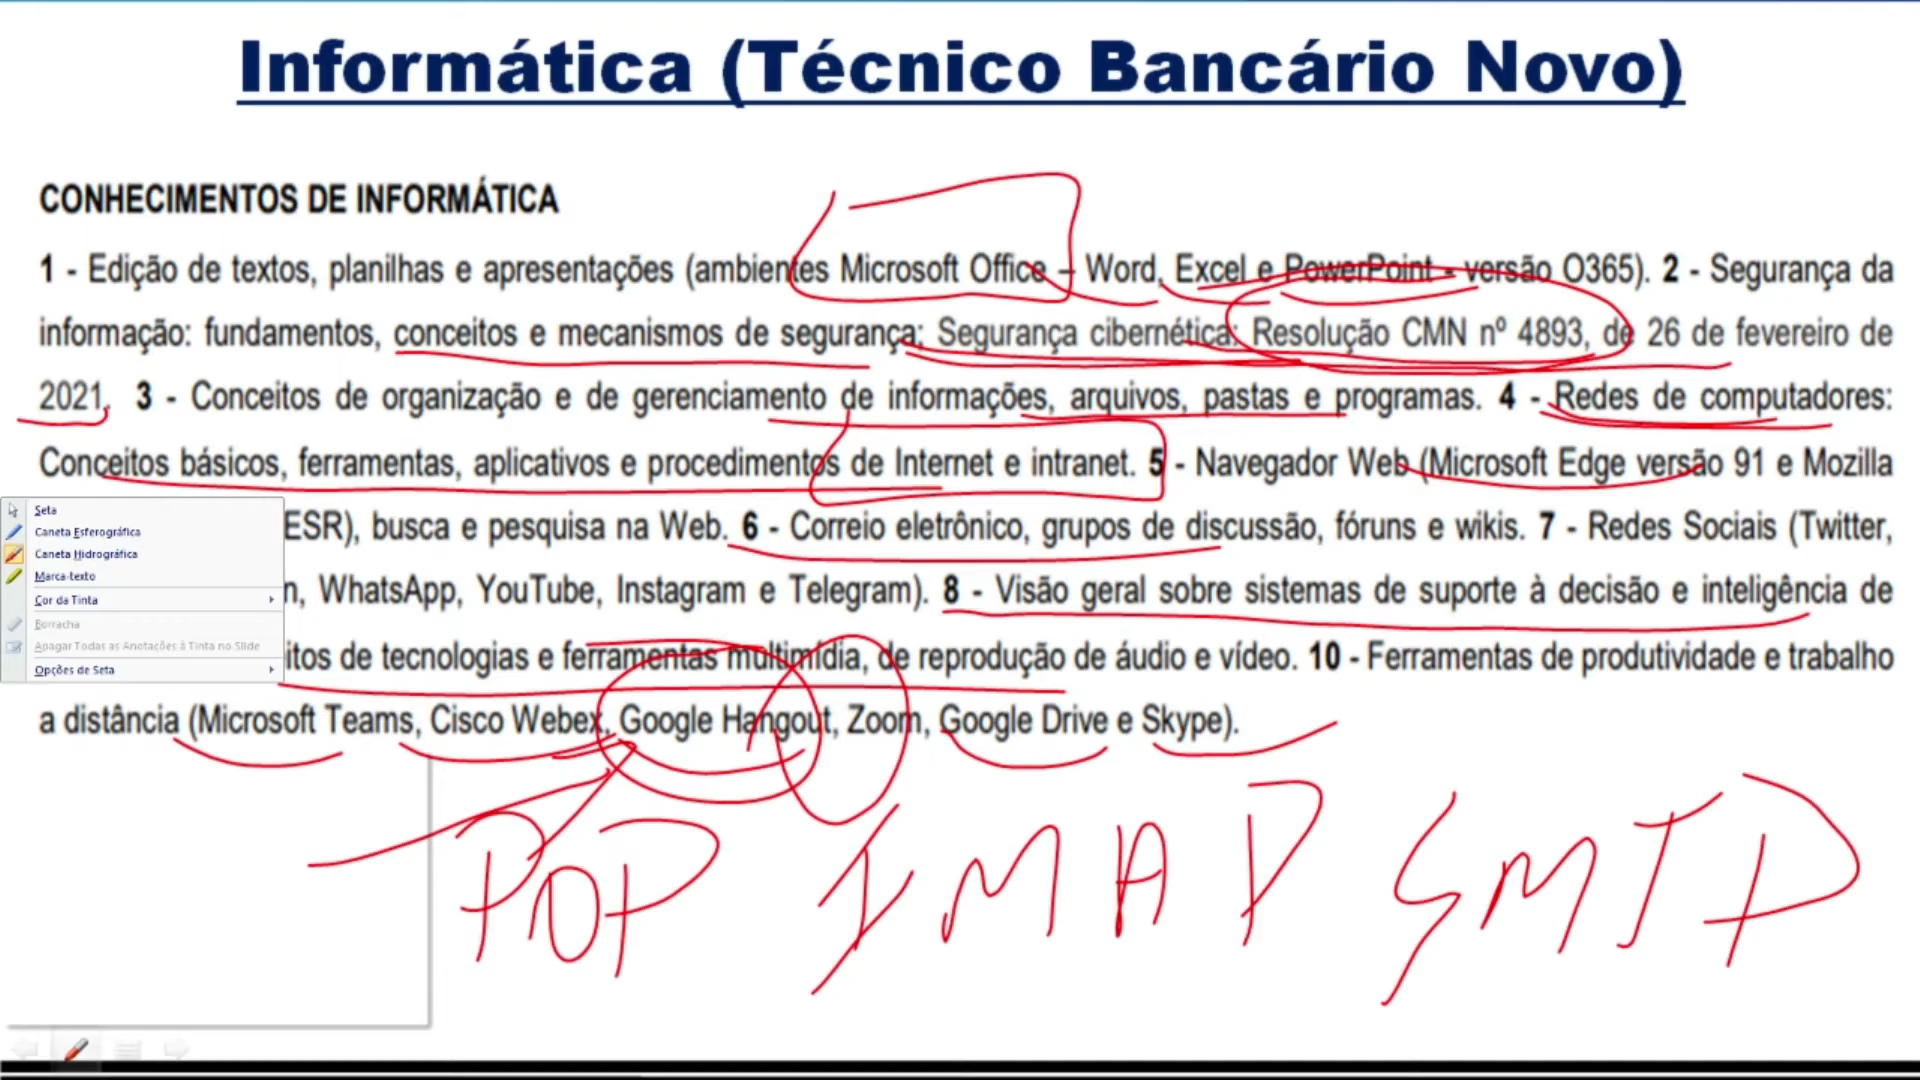 Informática (Técnico Bancário Novo)
CONHECIMENTOS DE INFORMÁTICA
1 - Edição de textos, planilhas e apresentações (ambientes Microsoft Office – Word, Excel e PowerPoint - versão O365). 2 - Segurança da
informação: fundamentos, conceitos e mecanismos de segurança; Segurança cibernética: Resolução CMN nº 4893, de 26 de fevereiro de
2021. 3 - Conceitos de organização e de gerenciamento de informações, arquivos, pastas e programas. 4 - Redes de computadores:
Conceitos básicos, ferramentas, aplicativos e procedimentos de Internet e intranet. 5 - Navegador Web (Microsoft Edge versão 91 e Mozilla
ESR), busca e pesquisa na Web. 6 - Correio eletrônico, grupos de discussão, fóruns e wikis. 7 - Redes Sociais (Twitter,
n, WhatsApp, YouTube, Instagram e Telegram). 8 - Visão geral sobre sistemas de suporte à decisão e inteligência de
itos de tecnologias e ferramentas multimídia, de reprodução de áudio e vídeo. 10 - Ferramentas de produtividade e trabalho
a distância (Microsoft Teams, Cisco Webex, Google Hangout, Zoom, Google Drive e Skype).
Seta
Caneta Esferográfica
Caneta Hidrográfica
Marca-texto
Cor da Tinta
Borracha
Apagar Todas as Anotações à Tinta no Slide
Opções de Seta
POP IMAP SMTP